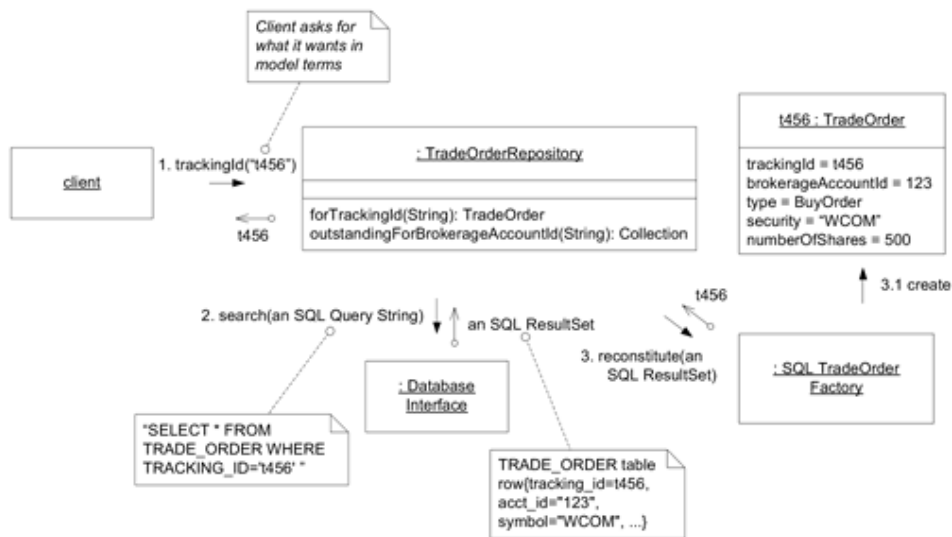 Client asks for
what it wants in
model terms
client
1. trackingId("t456")
t456
: TradeOrderRepository
forTrackingId(String): TradeOrder
outstandingForBrokerageAccountId(String): Collection
t456 : TradeOrder
trackingId = t456
brokerageAccountId = 123
type = BuyOrder
security = “WCOM”
numberOfShares = 500
3.1 create
t456
2. search(an SQL Query String)
an SQL ResultSet
3. reconstitute(an
SQL ResultSet)
: SQL TradeOrder
Factory
: Database
Interface
"SELECT * FROM
TRADE_ORDER WHERE
TRACKING_ID='t456' "
TRADE_ORDER table
row{tracking_id=t456,
acct_id="123",
symbol="WCOM", ...}